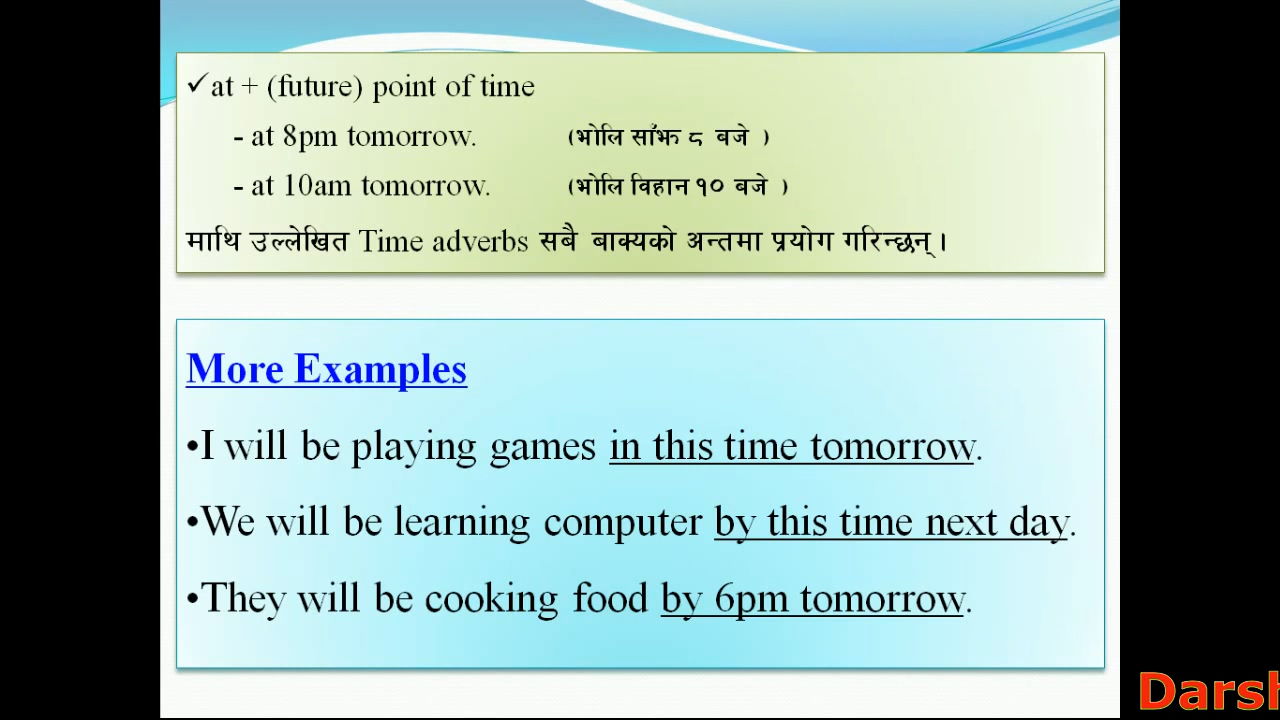 ✓at + (future) point of time
- at 8pm tomorrow. (भोलि साँझ ८ बजे )
- at 10am tomorrow. (भोलि विहान १० बजे )
माथि उल्लेखित Time adverbs सबै बाक्यको अन्तमा प्रयोग गरिन्छन् ।
More Examples
•I will be playing games in this time tomorrow.
•We will be learning computer by this time next day.
•They will be cooking food by 6pm tomorrow.